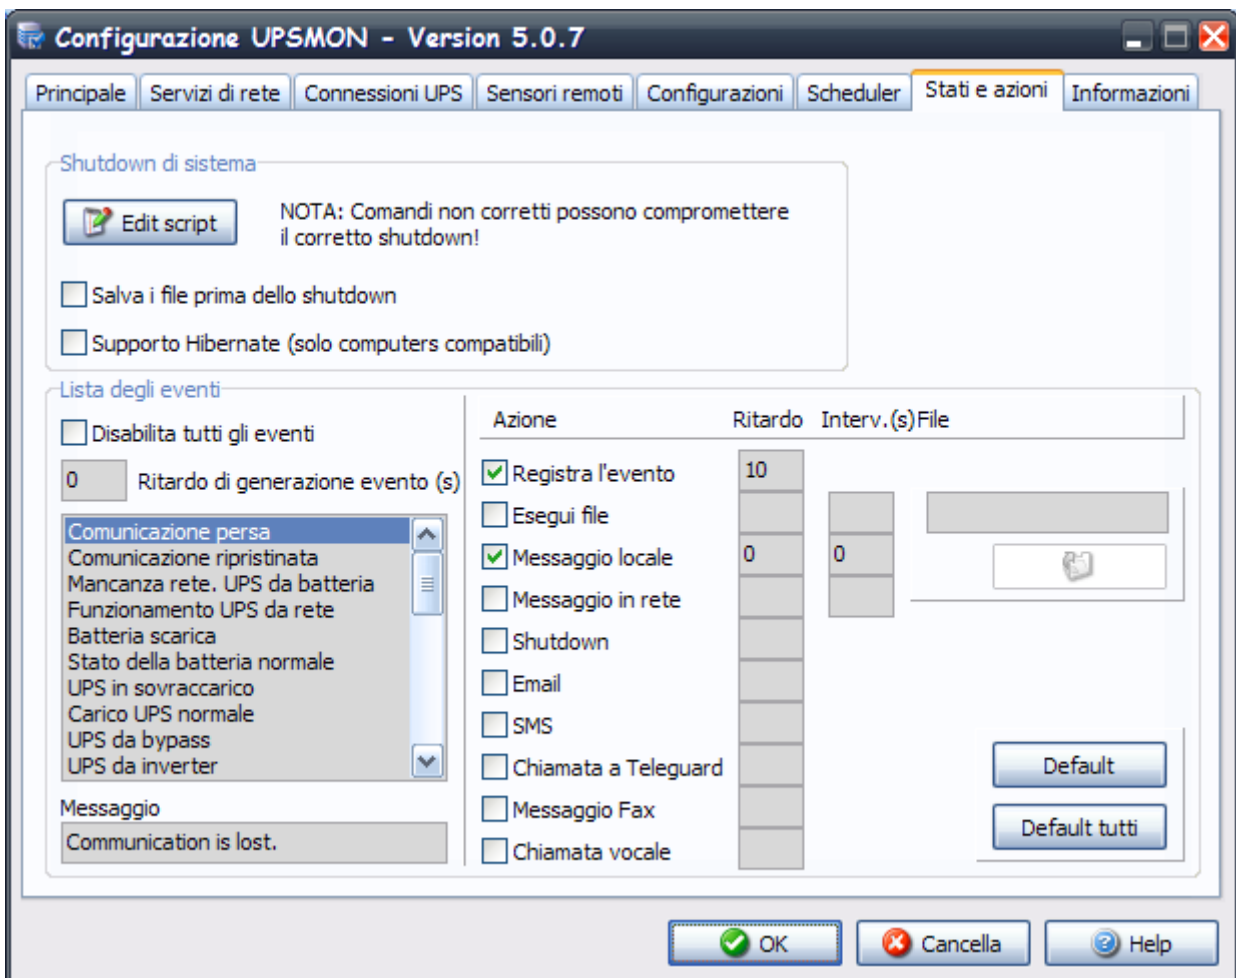 Configurazione UPSMON - Version 5.0.7
Principale Servizi di rete Connessioni UPS Sensori remoti Configurazioni Scheduler Stati e azioni Informazioni
Shutdown di sistema
Edit script
NOTA: Comandi non corretti possono compromettere
il corretto shutdown!
Salva i file prima dello shutdown
Supporto Hibernate (solo computers compatibili)
Lista degli eventi
Disabilita tutti gli eventi
0 Ritardo di generazione evento (s)
Comunicazione persa
Comunicazione ripristinata
Mancanza rete. UPS da batteria
Funzionamento UPS da rete
Batteria scarica
Stato della batteria normale
UPS in sovraccarico
Carico UPS normale
UPS da bypass
UPS da inverter
Messaggio
Communication is lost.
Azione Ritardo Interv.(s) File
Registra l'evento 10
Esegui file
Messaggio locale 0 0
Messaggio in rete
Shutdown
Email
SMS
Chiamata a Teleguard
Messaggio Fax
Chiamata vocale
Default
Default tutti
OK Cancella Help